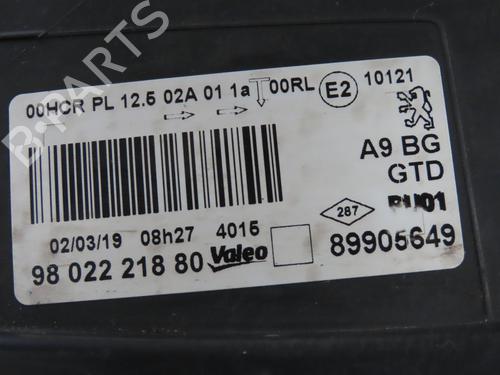 00HCR PL 12.5 02A 01 1a 00RL E2 10121
A9 BG
GTD
PU01
02/03/19 08h27 4015
287
98 022 218 80 Valeo 89905649